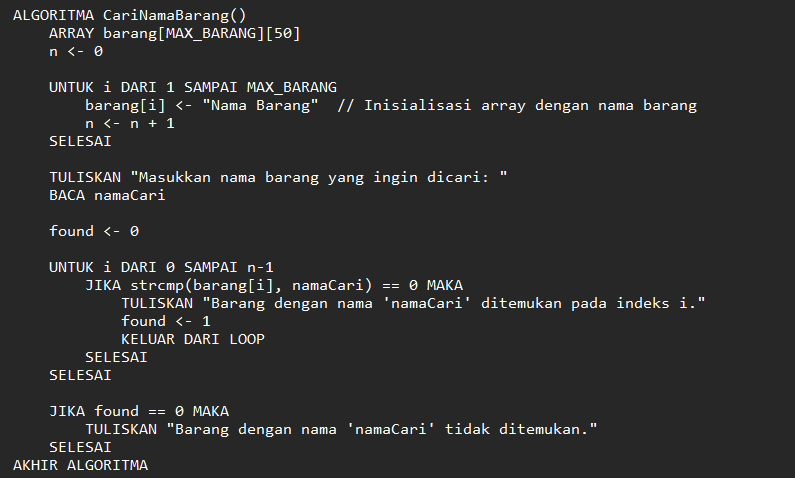 ALGORITMA CariNamaBarang()
    ARRAY barang[MAX_BARANG][50]
    n <- 0

    UNTUK i DARI 1 SAMPAI MAX_BARANG
        barang[i] <- "Nama Barang"  // Inisialisasi array dengan nama barang
        n <- n + 1
    SELESAI

    TULISKAN "Masukkan nama barang yang ingin dicari: "
    BACA namaCari

    found <- 0

    UNTUK i DARI 0 SAMPAI n-1
        JIKA strcmp(barang[i], namaCari) == 0 MAKA
            TULISKAN "Barang dengan nama 'namaCari' ditemukan pada indeks i."
            found <- 1
            KELUAR DARI LOOP
        SELESAI
    SELESAI

    JIKA found == 0 MAKA
        TULISKAN "Barang dengan nama 'namaCari' tidak ditemukan."
    SELESAI
AKHIR ALGORITMA